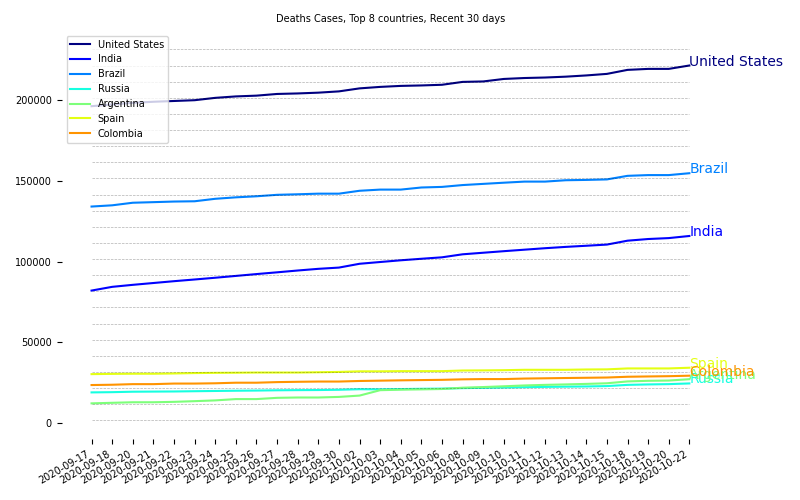 Deaths Cases, Top 8 countries, Recent 30 days
United States
India
Brazil
Russia
Argentina
Spain
Colombia
200000
150000
100000
50000
0
United States
Brazil
India
Spain
Colombia
Argentina
Russia
2020-09-17
2020-09-18
2020-09-20
2020-09-21
2020-09-22
2020-09-23
2020-09-24
2020-09-25
2020-09-26
2020-09-27
2020-09-28
2020-09-29
2020-09-30
2020-10-02
2020-10-03
2020-10-04
2020-10-05
2020-10-06
2020-10-08
2020-10-09
2020-10-10
2020-10-11
2020-10-12
2020-10-13
2020-10-14
2020-10-15
2020-10-18
2020-10-19
2020-10-20
2020-10-22